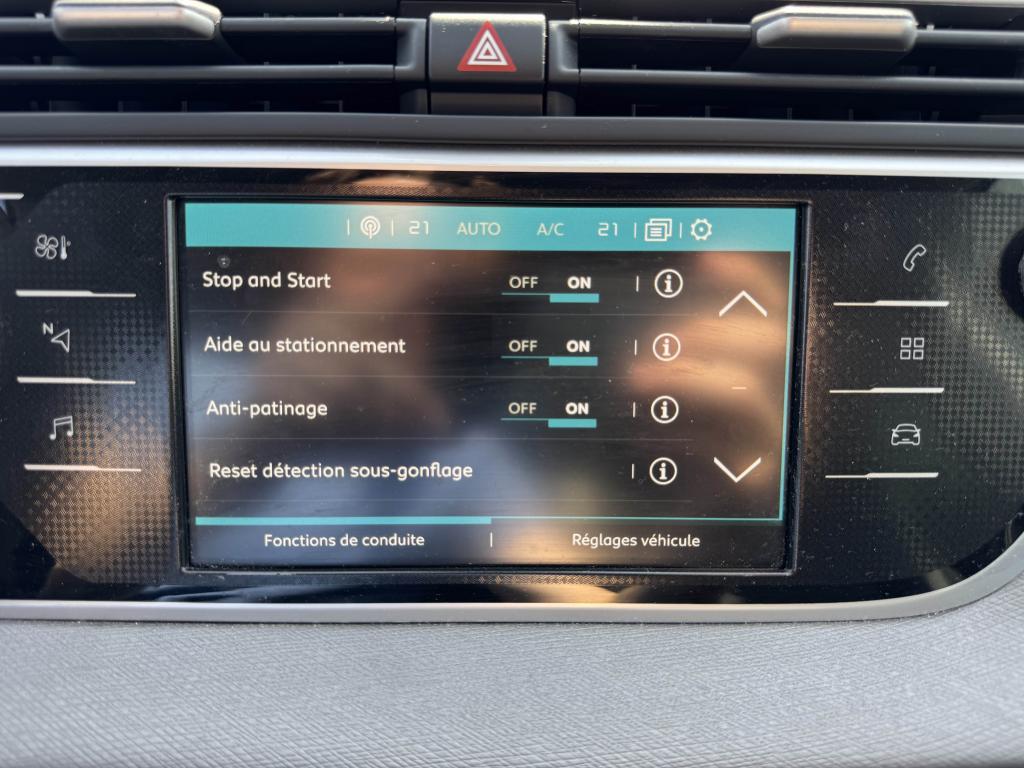 21 AUTO A/C 21
Stop and Start OFF ON
N
Aide au stationnement OFF ON
Anti-patinage OFF ON
Reset détection sous-gonflage
Fonctions de conduite | Réglages véhicule